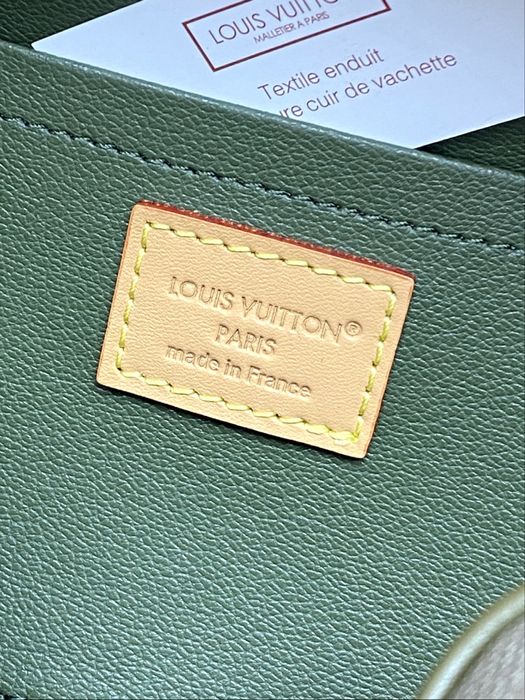 LOUIS VUITTON
MALLETIER A PARIS
Textile enduit
cuir de vachette
LOUIS VUITTON®
PARIS
made in France